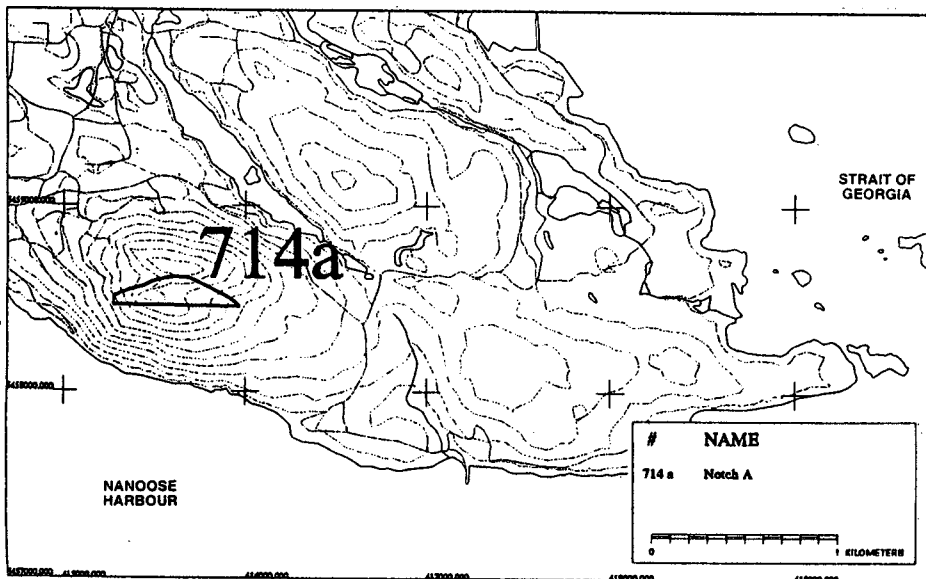 STRAIT OF
GEORGIA
714a
NANOOSE
HARBOUR
# NAME
714 a Notch A
0 1 KILOMETERS